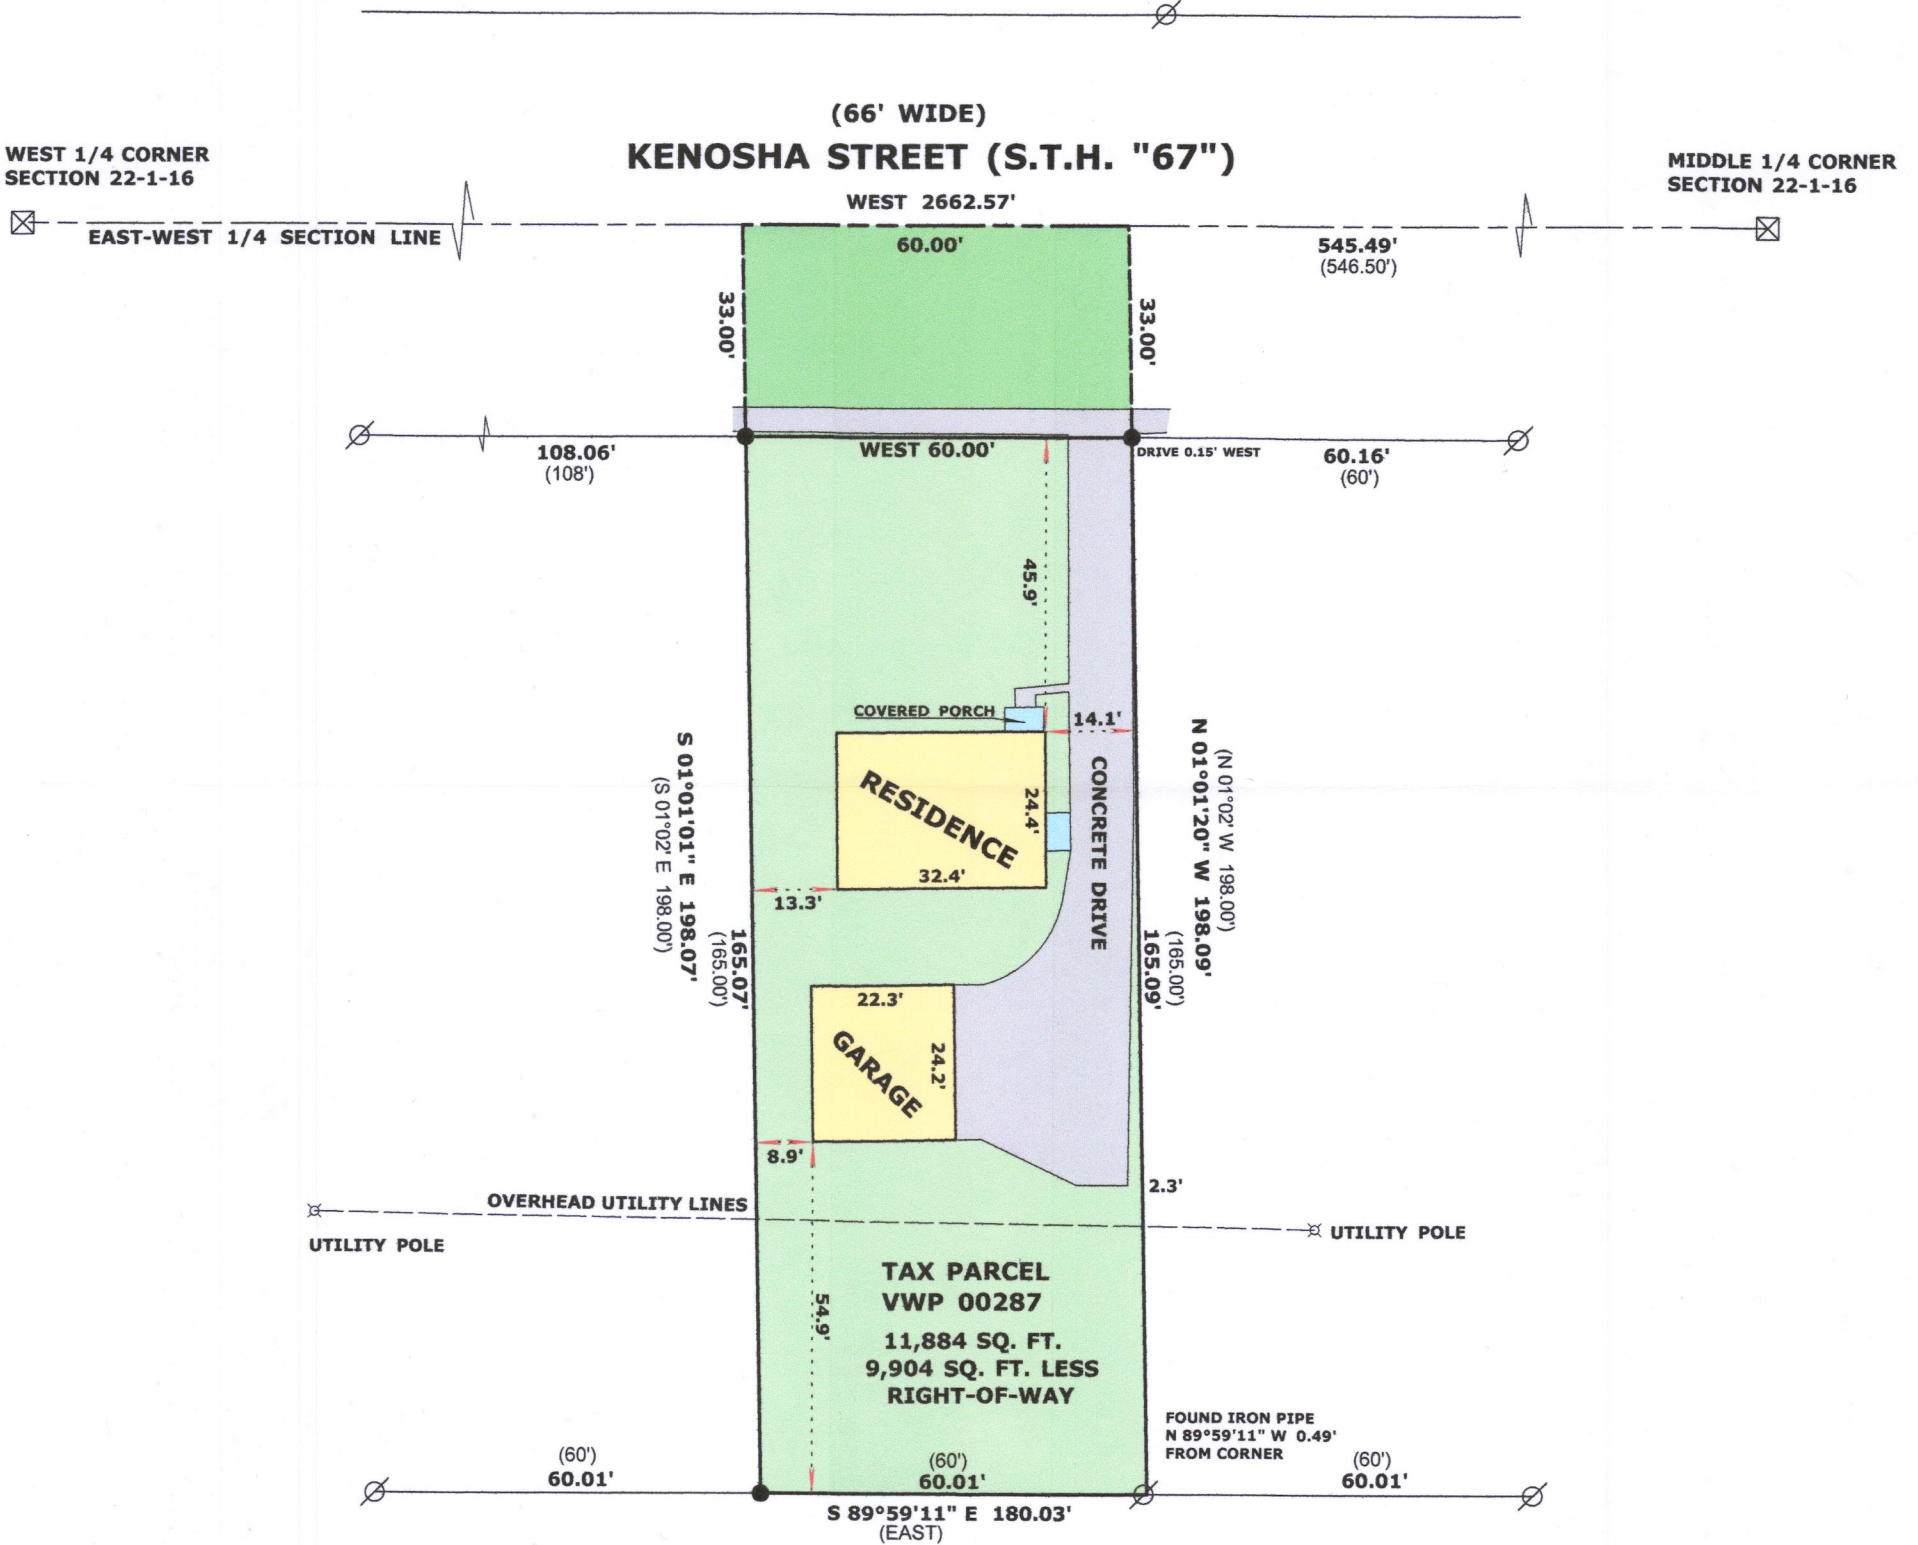 (66' WIDE)
KENOSHA STREET (S.T.H. "67")
WEST 1/4 CORNER
SECTION 22-1-16
MIDDLE 1/4 CORNER
SECTION 22-1-16
WEST 2662.57'
EAST-WEST 1/4 SECTION LINE
60.00'
545.49'
(546.50')
33.00'
33.00'
108.06'
(108')
WEST 60.00'
DRIVE 0.15' WEST
60.16'
(60')
45.9'
COVERED PORCH
14.1'
RESIDENCE
24.4'
32.4'
CONCRETE DRIVE
13.3'
S 01°01'01" E 198.07'
(S 01°02' E 198.00')
165.07'
(165.00')
N 01°01'20" W 198.09'
(N 01°02' W 198.00')
165.09'
(165.00')
22.3'
GARAGE
24.2'
8.9'
2.3'
OVERHEAD UTILITY LINES
UTILITY POLE
UTILITY POLE
54.9'
TAX PARCEL
VWP 00287
11,884 SQ. FT.
9,904 SQ. FT. LESS
RIGHT-OF-WAY
FOUND IRON PIPE
N 89°59'11" W 0.49'
FROM CORNER
(60')
60.01'
(60')
60.01'
(60')
60.01'
S 89°59'11" E 180.03'
(EAST)